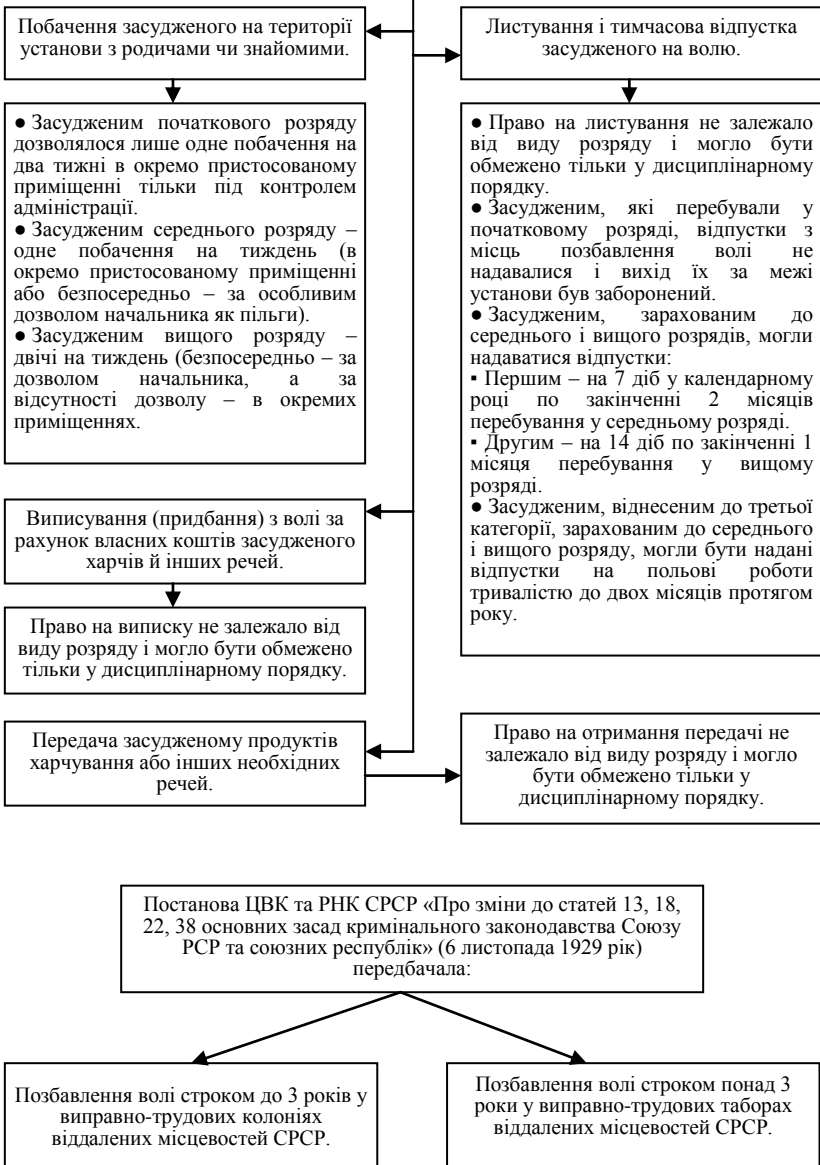 Побачення засудженого на території
установи з родичами чи знайомими.
Листування і тимчасова відпустка
засудженого на волю.
● Засудженим початкового розряду
дозволялося лише одне побачення на
два тижні в окремо пристосованому
приміщенні тільки під контролем
адміністрації.
● Засудженим середнього розряду –
одне побачення на тиждень (в
окремо пристосованому приміщенні
або безпосередньо – за особливим
дозволом начальника як пільги).
● Засудженим вищого розряду –
двічі на тиждень (безпосередньо – за
дозволом начальника, а за
відсутності дозволу – в окремих
приміщеннях.
● Право на листування не залежало
від виду розряду і могло бути
обмежено тільки у дисциплінарному
порядку.
● Засудженим, які перебували у
початковому розряді, відпустки з
місць позбавлення волі не
надавалися і вихід їх за межі
установи був заборонений.
● Засудженим, зарахованим до
середнього і вищого розрядів, могли
надаватися відпустки:
▪ Першим – на 7 діб у календарному
році по закінченні 2 місяців
перебування у середньому розряді.
▪ Другим – на 14 діб по закінченні 1
місяця перебування у вищому
розряді.
● Засудженим, віднесеним до третьої
категорії, зарахованим до середнього
і вищого розряду, могли бути надані
відпустки на польові роботи
тривалістю до двох місяців протягом
року.
Виписування (придбання) з волі за
рахунок власних коштів засудженого
харчів й інших речей.
Право на виписку не залежало від
виду розряду і могло бути обмежено
тільки у дисциплінарному порядку.
Передача засудженому продуктів
харчування або інших необхідних
речей.
Право на отримання передачі не
залежало від виду розряду і могло
бути обмежено тільки у
дисциплінарному порядку.
Постанова ЦВК та РНК СРСР «Про зміни до статей 13, 18,
22, 38 основних засад кримінального законодавства Союзу
РСР та союзних республік» (6 листопада 1929 рік)
передбачала:
Позбавлення волі строком до 3 років у
виправно-трудових колоніях
віддалених місцевостей СРСР.
Позбавлення волі строком понад 3
роки у виправно-трудових таборах
віддалених місцевостей СРСР.